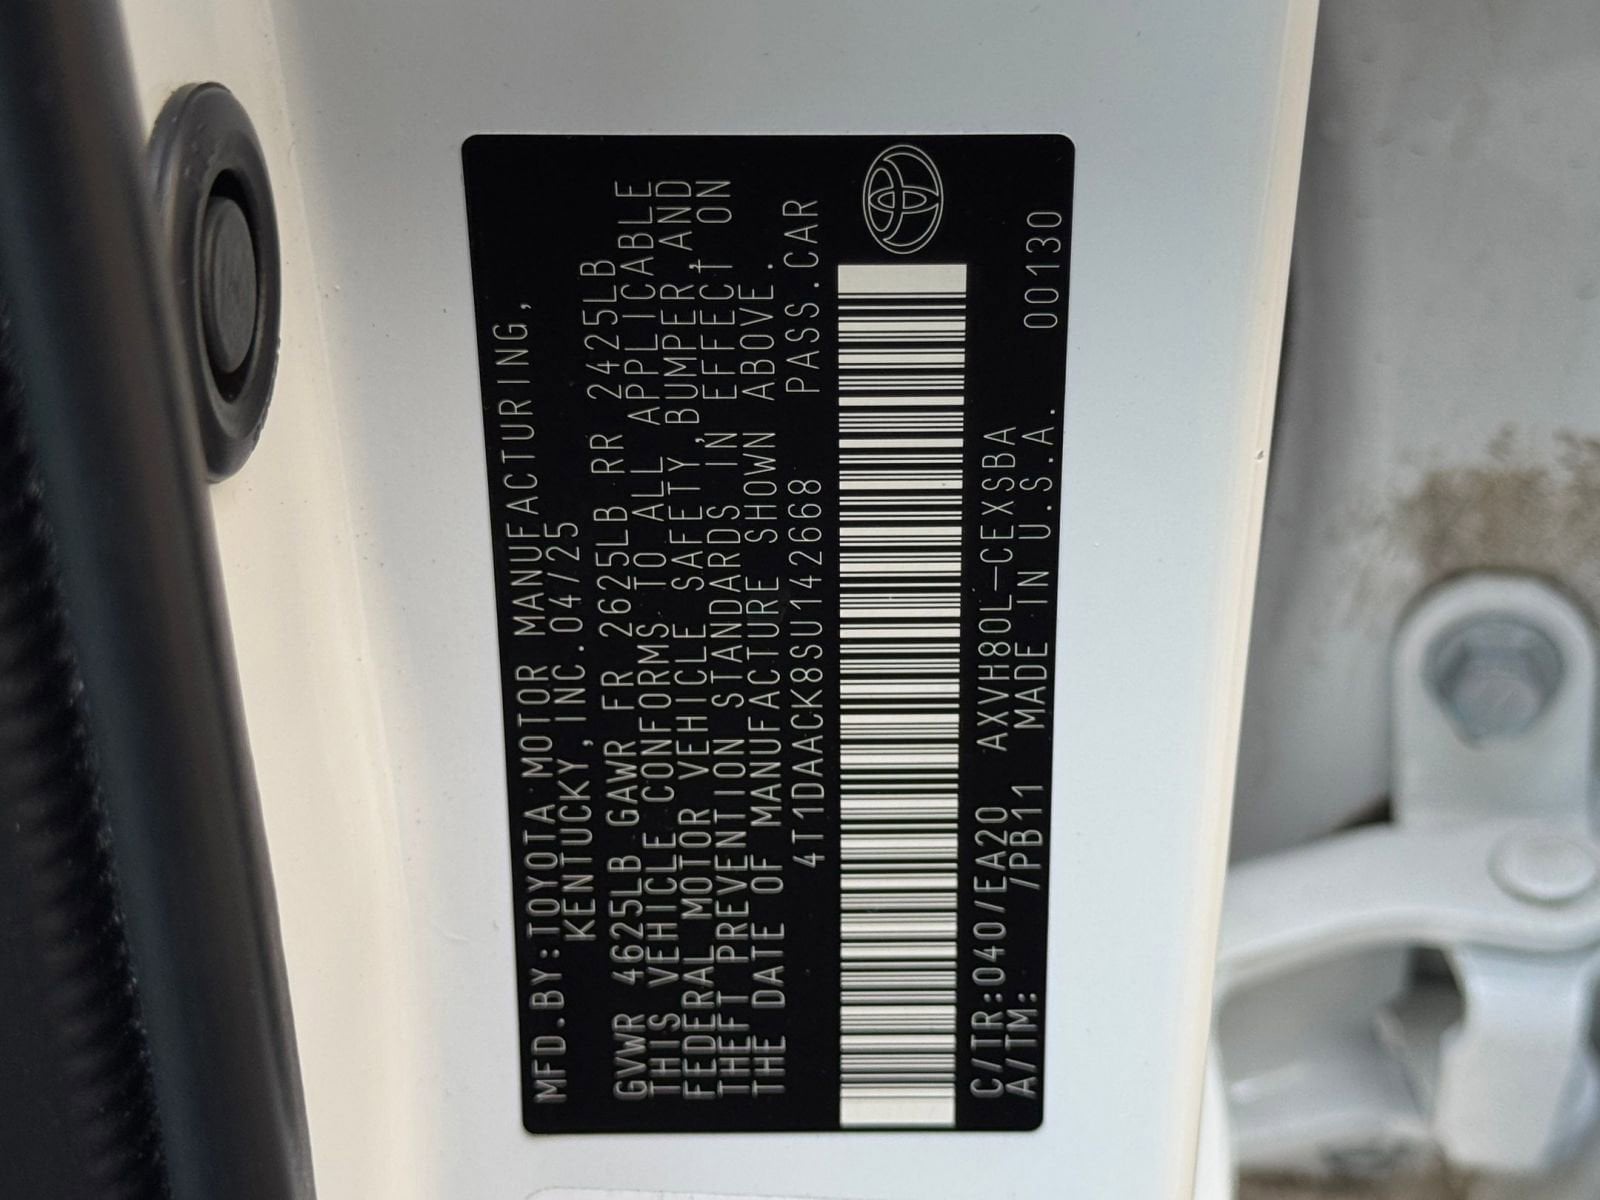 MFD.BY:TOYOTA MOTOR MANUFACTURING,
KENTUCKY,INC.04/25
GVWR 4625LB GAWR FR 2625LB RR 2425LB
THIS VEHICLE CONFORMS TO ALL APPLICABLE
FEDERAL MOTOR VEHICLE SAFETY,BUMPER,AND
THEFT PREVENTION STANDARDS IN EFFECT ON
THE DATE OF MANUFACTURE SHOWN ABOVE.
4T1DAACK8SU142668 PASS.CAR
C/TR:040/EA20 AXVH80L-CEXSBA 00130
A/TM: /PB11 MADE IN U.S.A.